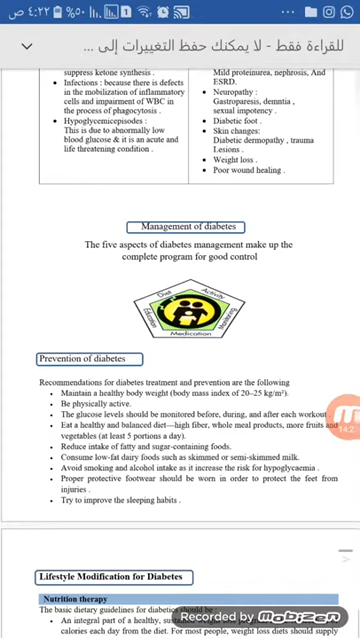 ٤:٢٢ ص
٥٠%
للقراءة فقط - لا يمكنك حفظ التغييرات إلى ...
suppress ketone synthesis .
Infections : because there is defects
in the mobilization of inflammatory
cells and impairment of WBC in
the process of phagocytosis .
Hypoglycemicepisodes :
This is due to abnormally low
blood glucose & it is an acute and
life threatening condition .
Mild proteinurea, nephrosis, And
ESRD.
Neuropathy :
Gastroparesis, demntia ,
sexual impotency .
Diabetic foot .
Skin changes:
Diabetic dermopathy , trauma
Lesions .
Weight loss .
Poor wound healing .
Management of diabetes
The five aspects of diabetes management make up the
complete program for good control
Diet
Activity
Education
Monitoring
Medication
Prevention of diabetes
Recommendations for diabetes treatment and prevention are the following
Maintain a healthy body weight (body mass index of 20–25 kg/m²).
Be physically active.
The glucose levels should be monitored before, during, and after each workout .
Eat a healthy and balanced diet—high fiber, whole meal produce, more fruits and
vegetables (at least 5 portions a day).
Reduce intake of fatty and sugar-containing foods.
Consume low-fat dairy foods such as skimmed or semi-skimmed milk.
Avoid smoking and alcohol intake as it increase the risk for hypoglycaemia .
Proper protective footwear should be worn in order to protect the feet from
injuries .
Try to improve the sleeping habits .
Lifestyle Modification for Diabetes
Nutrition therapy
The basic dietary guidelines for diabetes should be :
An integral part of a healthy,
calories each day from the diet. For most people, weight loss diets should supply
RECORDED BY
MOBIZEN